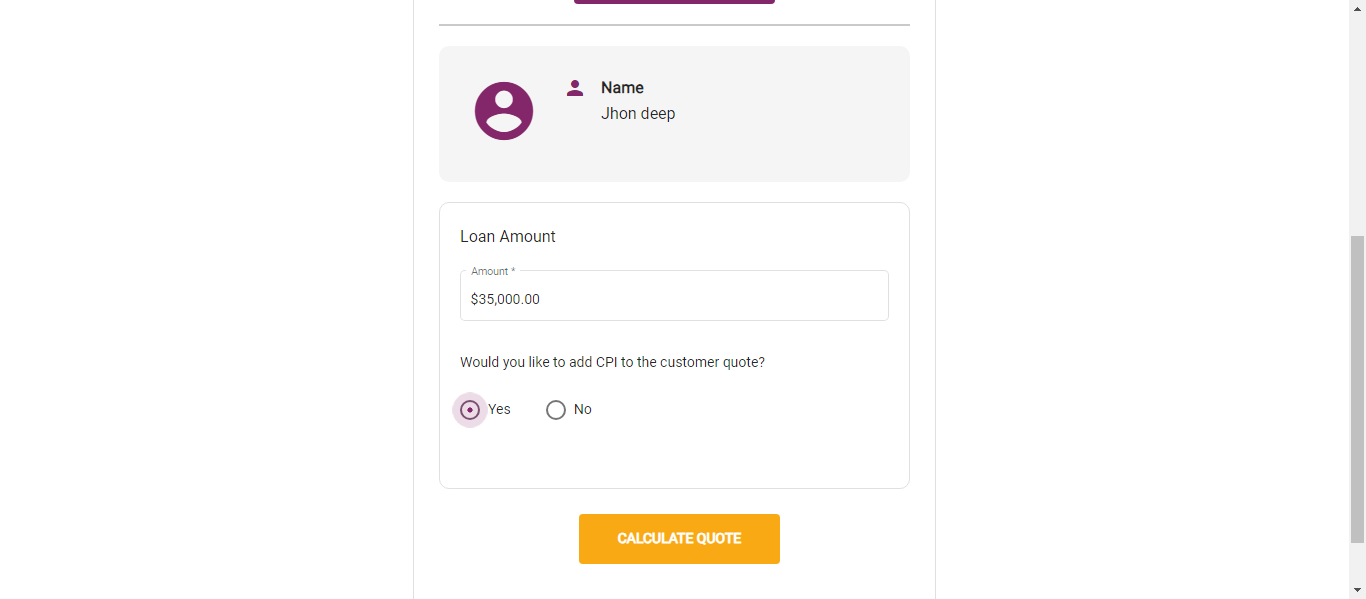 Name
Jhon deep
Loan Amount
Amount *
$35,000.00
Would you like to add CPI to the customer quote?
Yes No
CALCULATE QUOTE